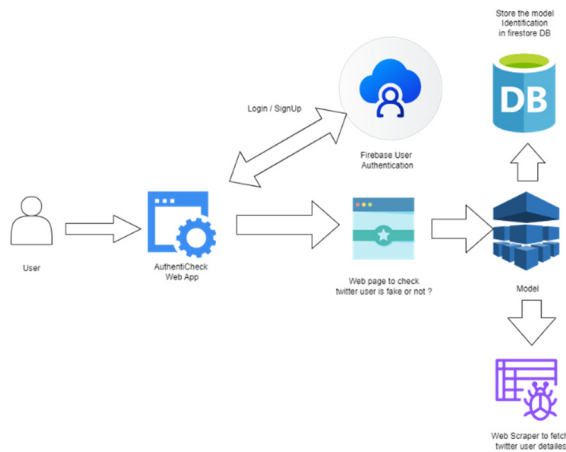 Store the model
Identification
in firestore DB
DB
Login / SignUp
Firebase User
Authentication
User
AuthentiCheck
Web App
Web page to check
twitter user is fake or not ?
Model
Web Scraper to fetch
twitter user detailes